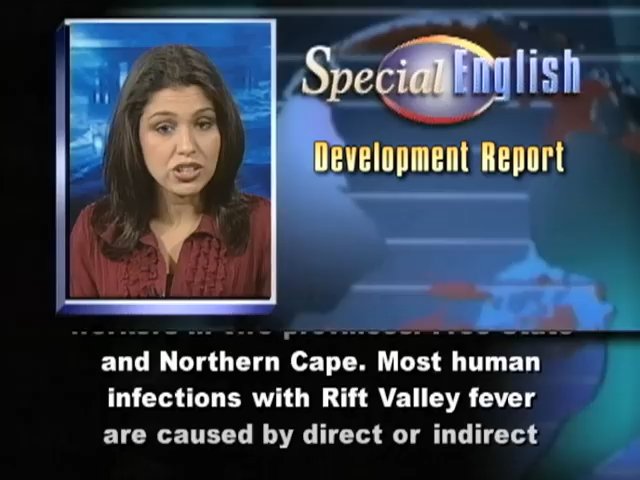 Special English
Development Report
and Northern Cape. Most human
infections with Rift Valley fever
are caused by direct or indirect